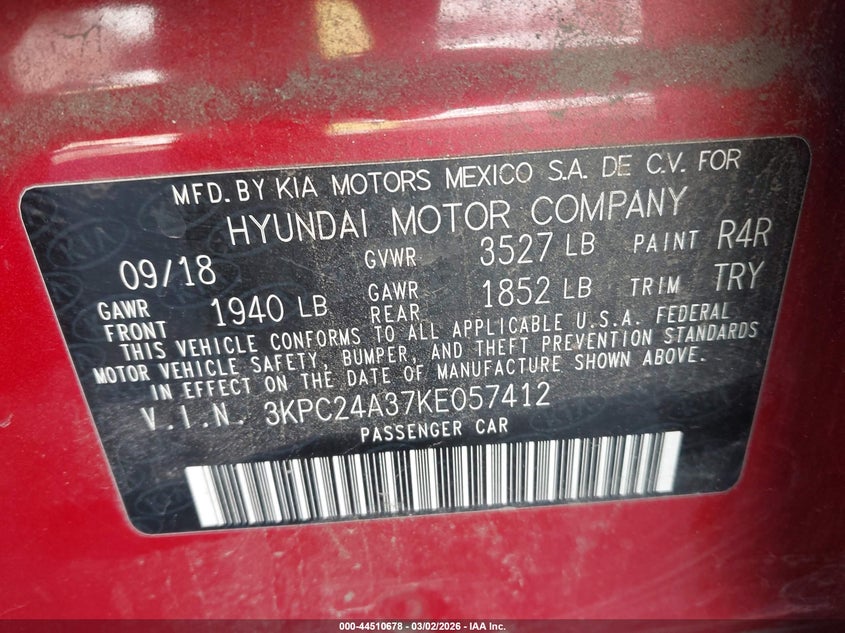 MFD. BY KIA MOTORS MEXICO S.A. DE C.V. FOR
HYUNDAI MOTOR COMPANY
09/18 GVWR 3527 LB PAINT R4R
GAWR FRONT 1940 LB GAWR REAR 1852 LB TRIM TRY
THIS VEHICLE CONFORMS TO ALL APPLICABLE U.S.A. FEDERAL
MOTOR VEHICLE SAFETY, BUMPER, AND THEFT PREVENTION STANDARDS
IN EFFECT ON THE DATE OF MANUFACTURE SHOWN ABOVE.
V.I.N. 3KPC24A37KE057412
PASSENGER CAR
000-44510678 - 03/02/2026 - IAA Inc.